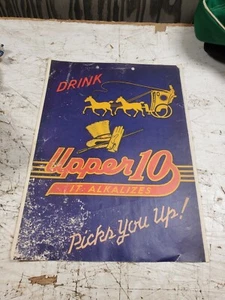 DRINK
Upper 10
IT ALKALIZES
Picks You Up!